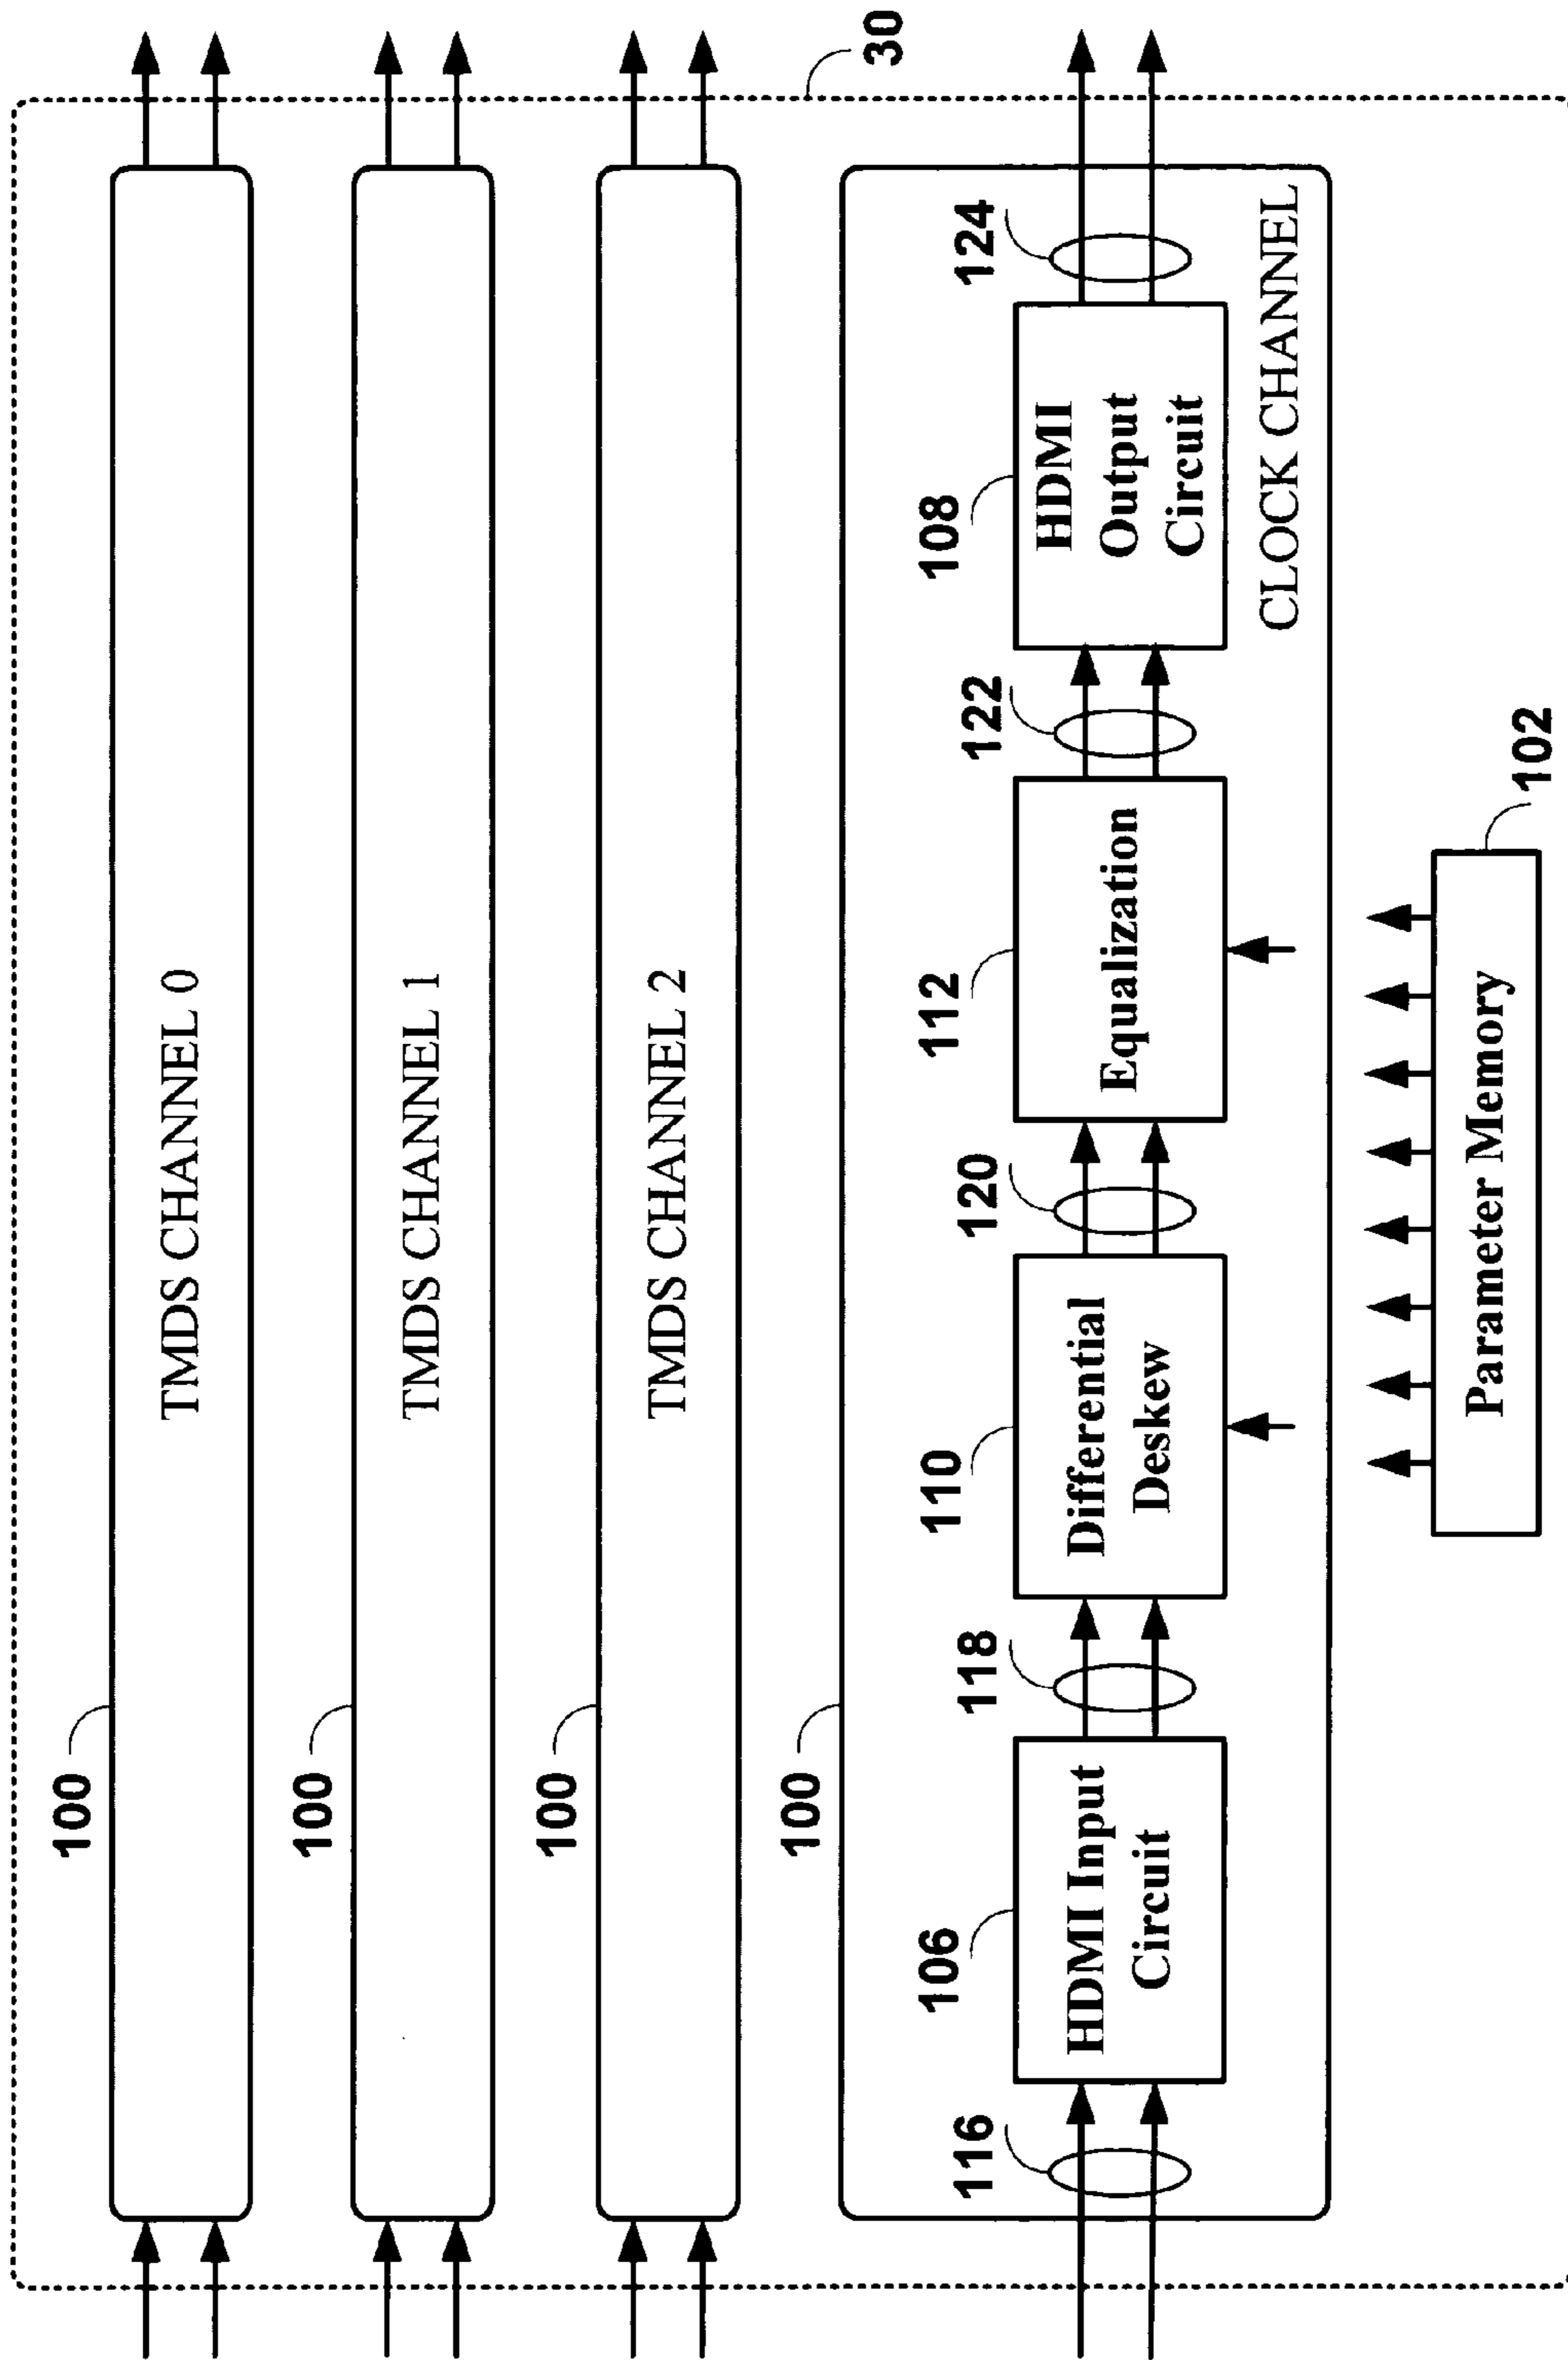 30
100
TMDS CHANNEL 0
100
TMDS CHANNEL 1
100
TMDS CHANNEL 2
100
116
106
HDMI Input
Circuit
118
110
Differential
Deskew
120
112
Equalization
122
108
HDMI
Output
Circuit
124
CLOCK CHANNEL
102
Parameter Memory